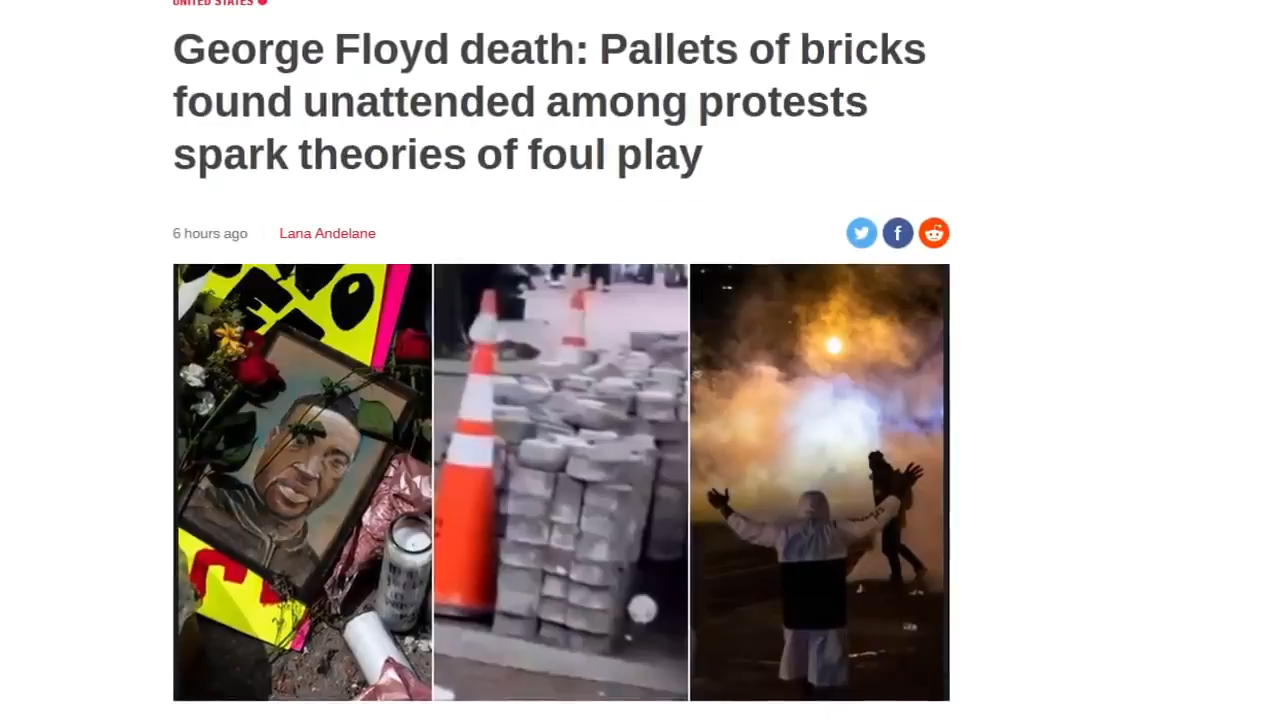 UNITED STATES
George Floyd death: Pallets of bricks
found unattended among protests
spark theories of foul play
6 hours ago
Lana Andelane